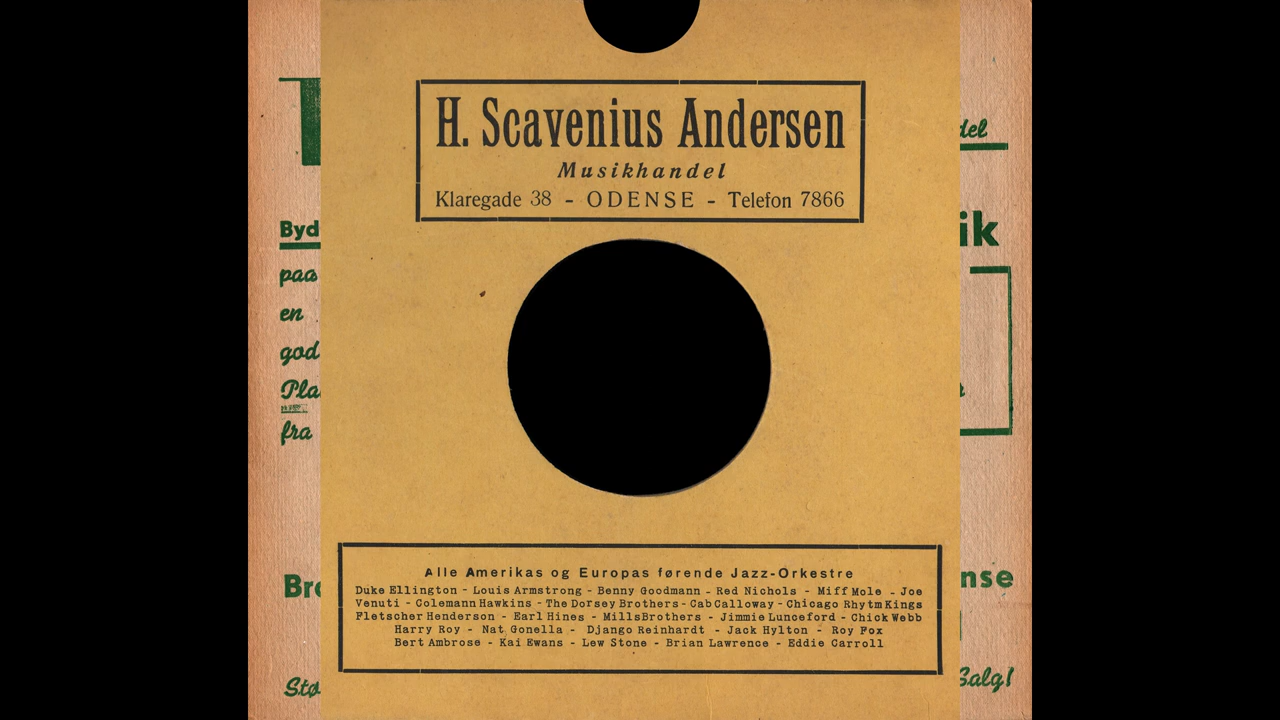 H. Scavenius Andersen
Musikhandel
Klaregade 38 - ODENSE - Telefon 7866
Alle Amerikas og Europas førende Jazz-Orkestre
Duke Ellington - Louis Armstrong - Benny Goodmann - Red Nichols - Miff Mole - Joe
Venuti - Colemann Hawkins - The Dorsey Brothers - Cab Calloway - Chicago Rhytm Kings
Fletscher Henderson - Earl Hines - Mills Brothers - Jimmie Lunceford - Chick Webb
Harry Roy - Nat Gonella - Django Reinhardt - Jack Hylton - Roy Fox
Bert Ambrose - Kai Ewans - Lew Stone - Brian Lawrence - Eddie Carroll
del
ik
Byd
paa
en
god
Pla
fra
Bro
nse
Stø
Salg!